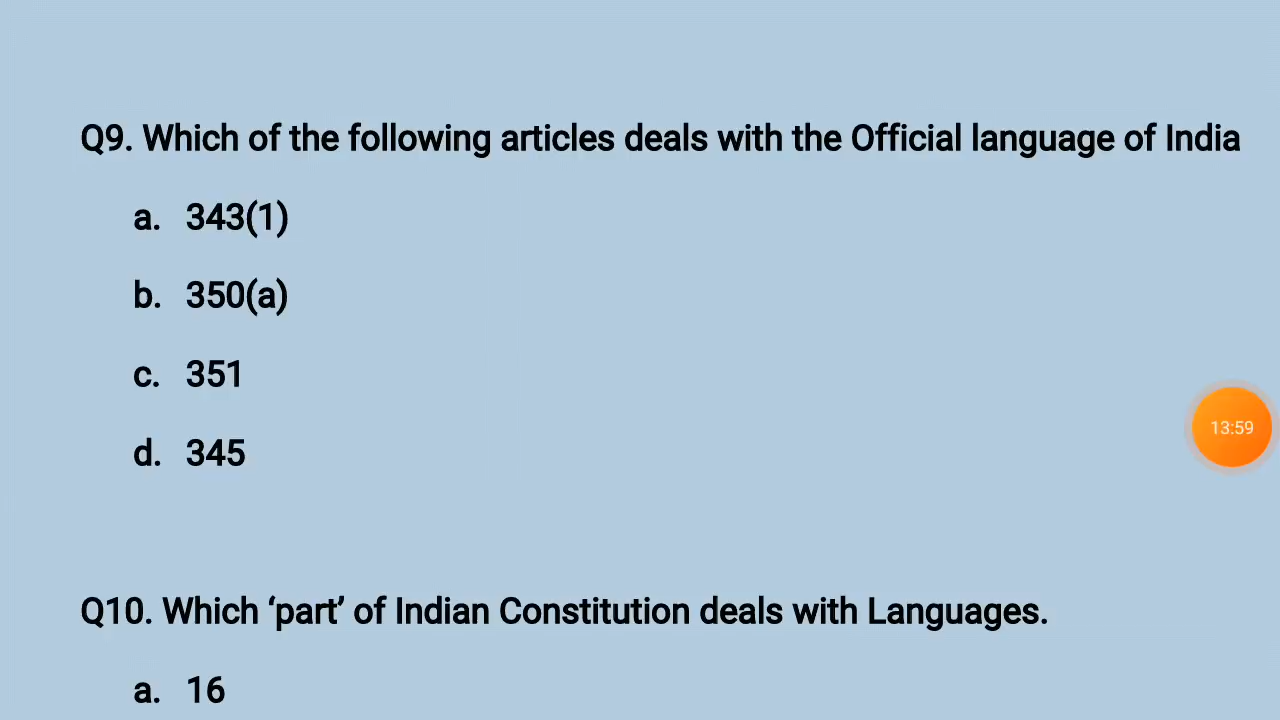 Q9. Which of the following articles deals with the Official language of India
a. 343(1)
b. 350(a)
c. 351
13:59
d. 345
Q10. Which ‘part’ of Indian Constitution deals with Languages.
a. 16